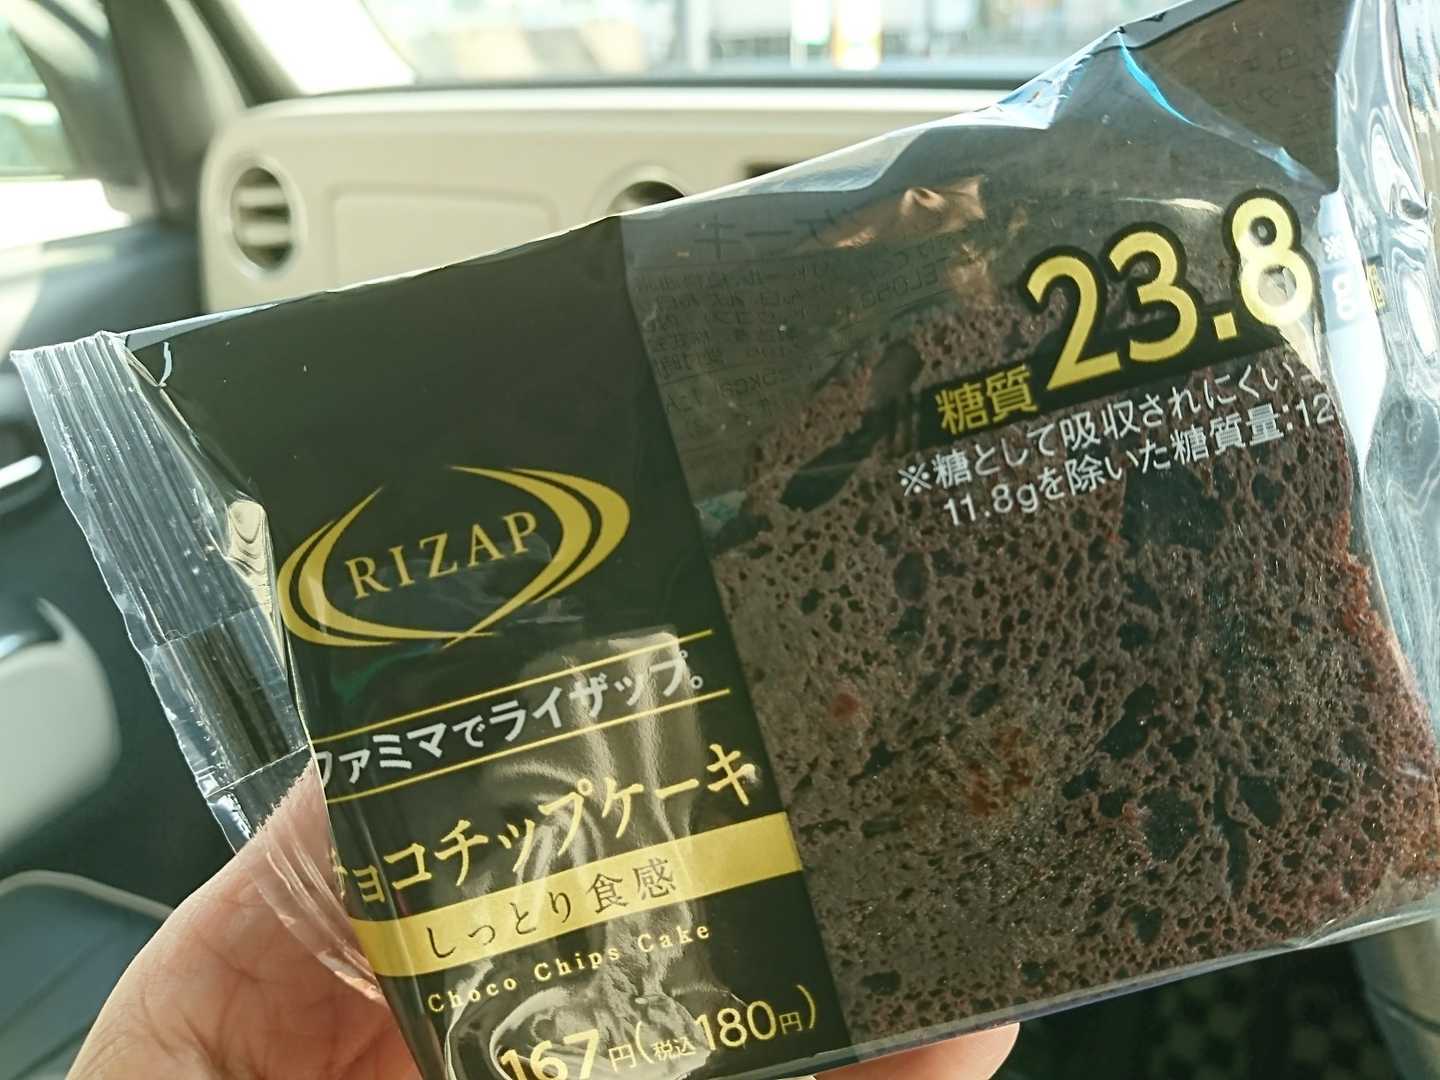 RIZAP
ファミマでライザップ。
チョコチップケーキ
しっとり食感
Choco Chips Cake
167円(税込180円)
糖質23.8g
※糖として吸収されにくい
11.8gを除いた糖質量:12